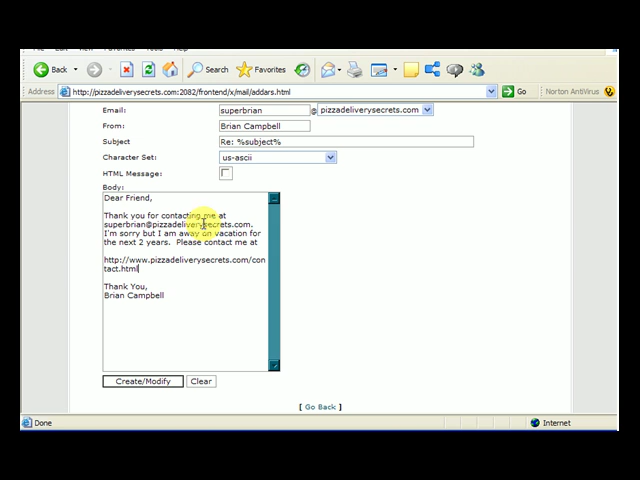 Back Search Favorites
Address http://pizzadeliverysecrets.com:2082/frontend/x/mail/addars.html Go Norton AntiVirus
Email: superbrian @ pizzadeliverysecrets.com
From: Brian Campbell
Subject Re: %subject%
Character Set: us-ascii
HTML Message:
Body:
Dear Friend,
Thank you for contacting me at
superbrian@pizzadeliverysecrets.com.
I'm sorry but I am away on vacation for
the next 2 years. Please contact me at
http://www.pizzadeliverysecrets.com/con
tact.html
Thank You,
Brian Campbell
Create/Modify Clear
[ Go Back ]
Done Internet